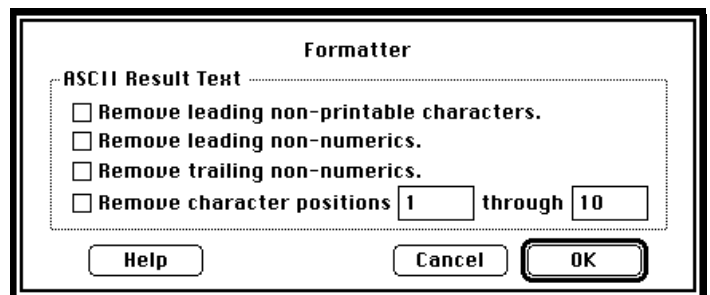 Formatter
ASCII Result Text
Remove leading non-printable characters.
Remove leading non-numerics.
Remove trailing non-numerics.
Remove character positions 1 through 10
Help Cancel OK